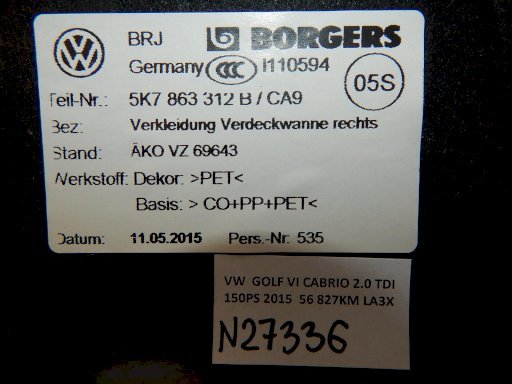 BRJ BORGERS
Germany CCC I110594
05S
Teil-Nr.: 5K7 863 312 B / CA9
Bez: Verkleidung Verdeckwanne rechts
Stand: ÄKO VZ 69643
Werkstoff: Dekor: >PET<
Basis: > CO+PP+PET<
Datum: 11.05.2015 Pers.-Nr: 535
VW GOLF VI CABRIO 2.0 TDI
150PS 2015 56 827KM LA3X
N27336